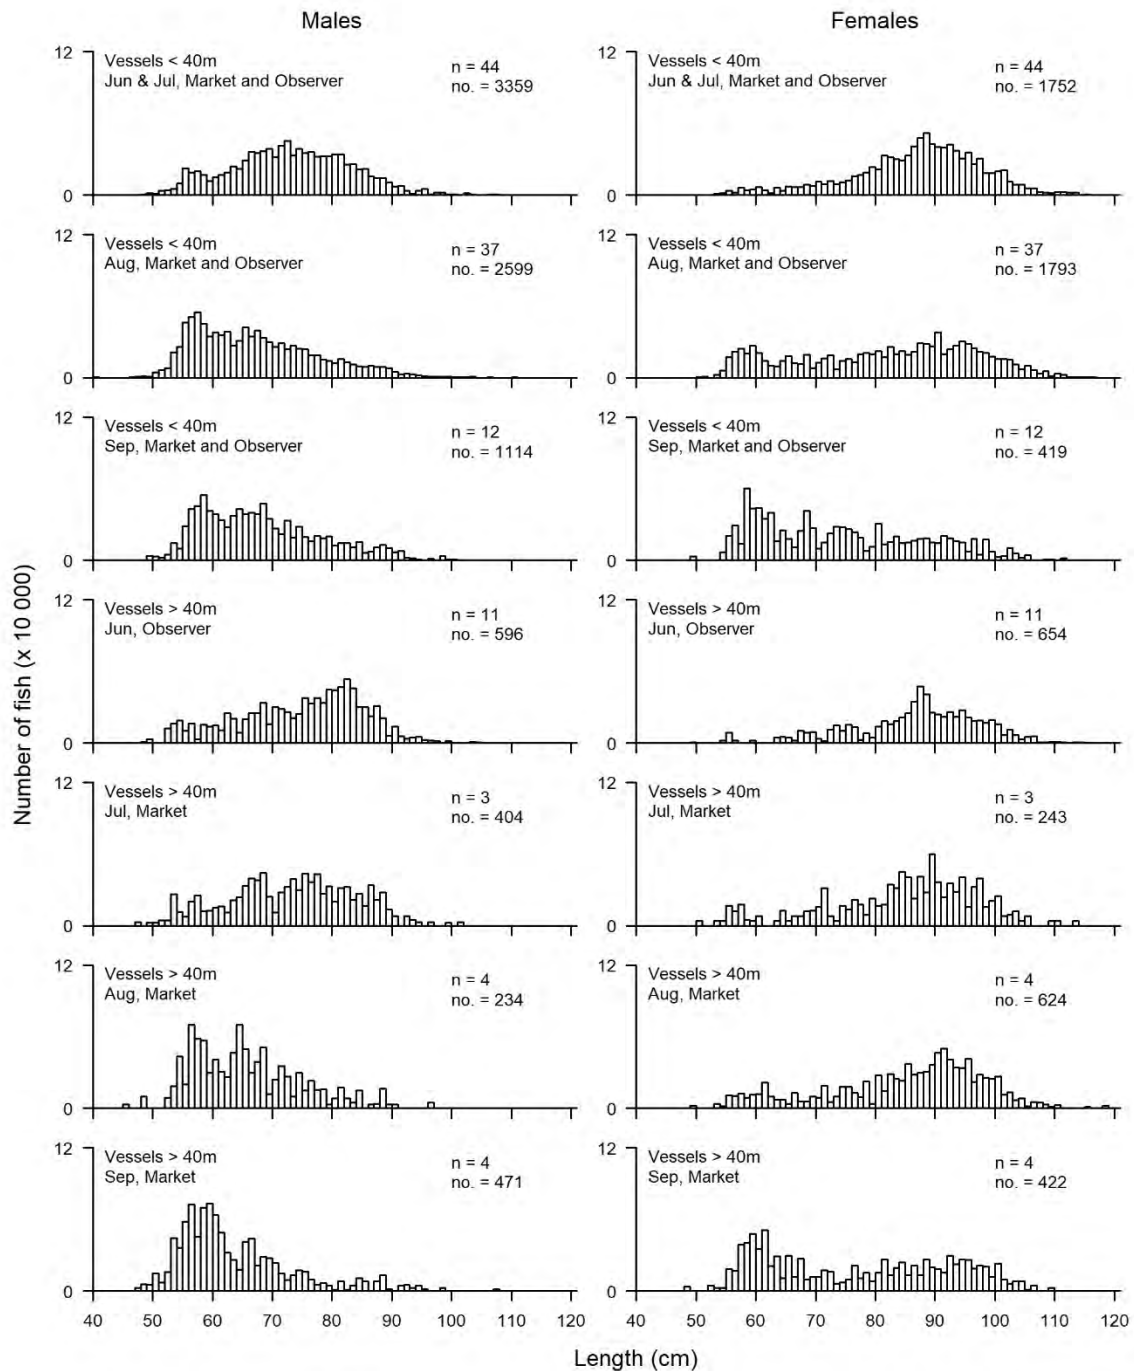 Males
Females
12
Vessels < 40m
Jun & Jul, Market and Observer
n = 44
no. = 3359
0
12
Vessels < 40m
Jun & Jul, Market and Observer
n = 44
no. = 1752
0
12
Vessels < 40m
Aug, Market and Observer
n = 37
no. = 2599
0
12
Vessels < 40m
Aug, Market and Observer
n = 37
no. = 1793
0
12
Vessels < 40m
Sep, Market and Observer
n = 12
no. = 1114
0
12
Vessels < 40m
Sep, Market and Observer
n = 12
no. = 419
0
12
Vessels > 40m
Jun, Observer
n = 11
no. = 596
0
12
Vessels > 40m
Jun, Observer
n = 11
no. = 654
0
12
Vessels > 40m
Jul, Market
n = 3
no. = 404
0
12
Vessels > 40m
Jul, Market
n = 3
no. = 243
0
12
Vessels > 40m
Aug, Market
n = 4
no. = 234
0
12
Vessels > 40m
Aug, Market
n = 4
no. = 624
0
12
Vessels > 40m
Sep, Market
n = 4
no. = 471
0
12
Vessels > 40m
Sep, Market
n = 4
no. = 422
0
40 50 60 70 80 90 100 110 120
40 50 60 70 80 90 100 110 120
Length (cm)
Number of fish (x 10 000)